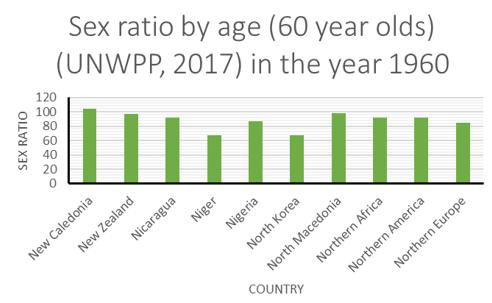 Sex ratio by age (60 year olds)
(UNWPP, 2017) in the year 1960
120
100
80
60
40
20
0
SEX RATIO
New Caledonia
New Zealand
Nicaragua
Niger
Nigeria
North Korea
North Macedonia
Northern Africa
Northern America
Northern Europe
COUNTRY